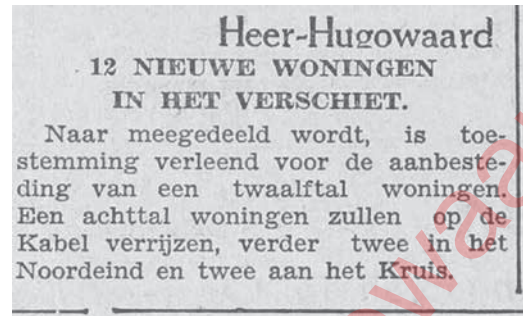 Heer-Hugowaard
12 NIEUWE WONINGEN
IN HET VERSCHIET.
Naar meegedeeld wordt, is toe-
stemming verleend voor de aanbeste-
ding van een twaalftal woningen.
Een achttal woningen zullen op de
Kabel verrijzen, verder twee in het
Noordeind en twee aan het Kruis.
waa